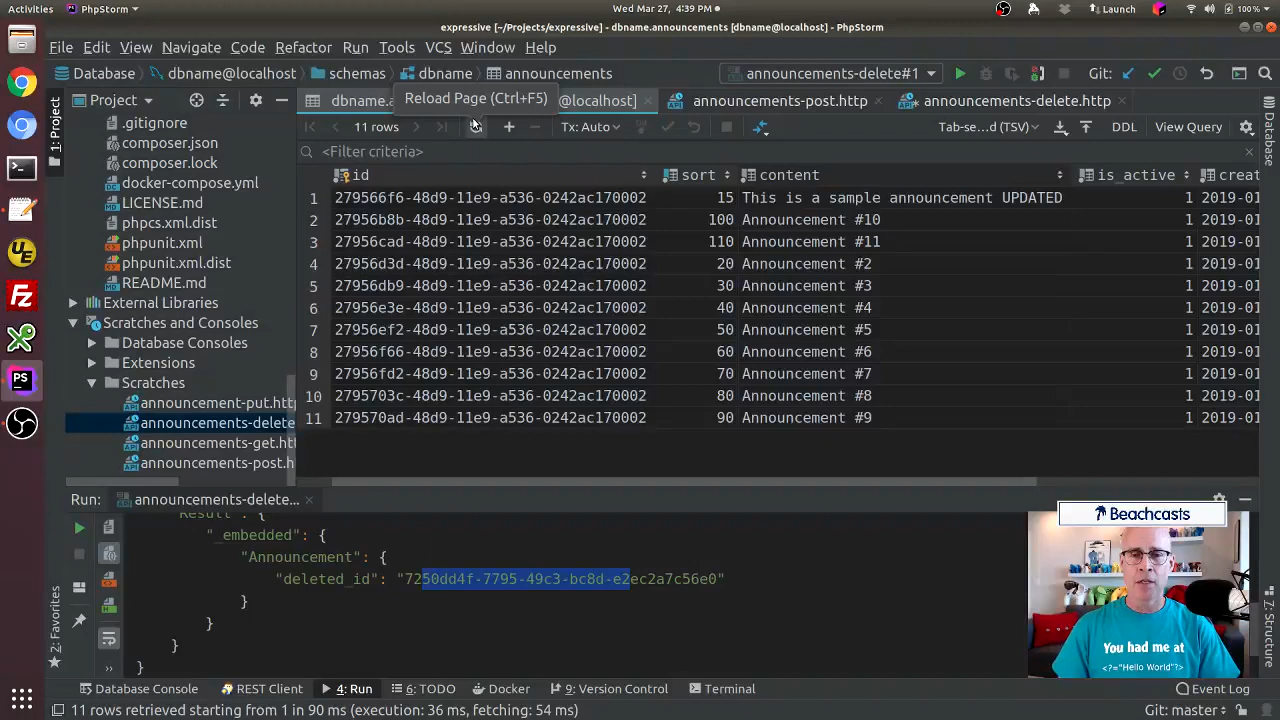 Activities
PhpStorm
Wed Mar 27, 4:39 PM
Launch
100%
expressive [~/Projects/expressive] - dbname.announcements [dbname@localhost] - PhpStorm
File Edit View Navigate Code Refactor Run Tools VCS Window Help
Database dbname@localhost schemas dbname announcements
announcements-delete#1
Git:
Project
dbname.a
Reload Page (Ctrl+F5)
@localhost]
announcements-post.http
announcements-delete.http
1: Project
Database
11 rows
Tx: Auto
Tab-se...d (TSV)
DDL
View Query
<Filter criteria>
id sort content is_active creat
1 279566f6-48d9-11e9-a536-0242ac170002 15 This is a sample announcement UPDATED 1 2019-01
2 27956b8b-48d9-11e9-a536-0242ac170002 100 Announcement #10 1 2019-01
3 27956cad-48d9-11e9-a536-0242ac170002 110 Announcement #11 1 2019-01
4 27956d3d-48d9-11e9-a536-0242ac170002 20 Announcement #2 1 2019-01
5 27956db9-48d9-11e9-a536-0242ac170002 30 Announcement #3 1 2019-01
6 27956e3e-48d9-11e9-a536-0242ac170002 40 Announcement #4 1 2019-01
7 27956ef2-48d9-11e9-a536-0242ac170002 50 Announcement #5 1 2019-01
8 27956f66-48d9-11e9-a536-0242ac170002 60 Announcement #6 1 2019-01
9 27956fd2-48d9-11e9-a536-0242ac170002 70 Announcement #7 1 2019-01
10 2795703c-48d9-11e9-a536-0242ac170002 80 Announcement #8 1 2019-01
11 279570ad-48d9-11e9-a536-0242ac170002 90 Announcement #9 1 2019-01
.gitignore
composer.json
composer.lock
docker-compose.yml
LICENSE.md
phpcs.xml.dist
phpunit.xml
phpunit.xml.dist
README.md
External Libraries
Scratches and Consoles
Database Consoles
Extensions
Scratches
announcement-put.http
announcements-delete
announcements-get.ht
announcements-post.h
Run: announcements-delete...
"Result": {
"_embedded": {
"Announcement": {
"deleted_id": "7250dd4f-7795-49c3-bc8d-e2ec2a7c56e0"
}
}
}
}
2: Favorites
Z: Structure
Beachcasts
You had me at
<?="Hello World"?>
Database Console
REST Client
4: Run
6: TODO
Docker
9: Version Control
Terminal
Event Log
11 rows retrieved starting from 1 in 90 ms (execution: 36 ms, fetching: 54 ms)
Git: master